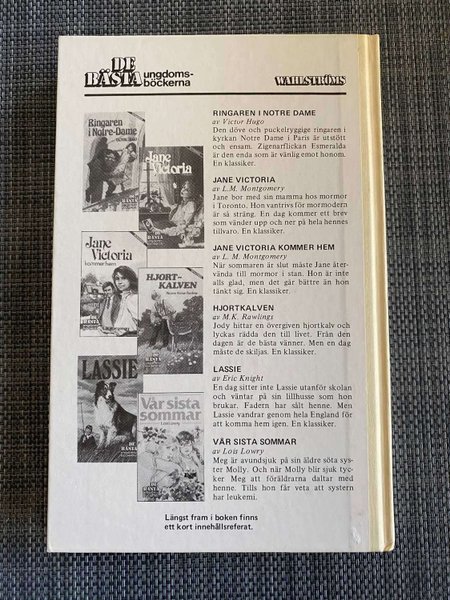 DE
BÄSTA ungdoms-
böckerna
WAHLSTRÖMS
Ringaren
i Notre-Dame
Jane
Victoria
Jane
Victoria
kommer hem
HJORT-
KALVEN
LASSIE
Vår sista
sommar
Lois Lowry
RINGAREN I NOTRE DAME
av Victor Hugo
Den döve och puckelryggige ringaren i
kyrkan Notre Dame i Paris är utstött
och ensam. Zigenarflickan Esmeralda
är den enda som är vänlig emot honom.
En klassiker.
JANE VICTORIA
av L.M. Montgomery
Jane bor med sin mamma hos mormor
i Toronto. Hon vantrivs för mormodern
är så sträng. En dag kommer ett brev
som vänder upp och ner på hela hennes
tillvaro. En klassiker.
JANE VICTORIA KOMMER HEM
av L. M. Montgomery
När sommaren är slut måste Jane åter-
vända till mormor i stan. Hon är inte
alls glad, men det går bättre än hon
tänkt sig. En klassiker.
HJORTKALVEN
av M.K. Rawlings
Jody hittar en övergiven hjortkalv och
lyckas rädda den till livet. Från den
dagen är de bästa vänner. Men en dag
måste de skiljas. En klassiker.
LASSIE
av Eric Knight
En dag sitter inte Lassie utanför skolan
och väntar på sin lillhusse som hon
brukar. Fadern har sålt henne. Men
Lassie vandrar genom hela England för
att komma hem igen. En klassiker.
VÅR SISTA SOMMAR
av Lois Lowry
Meg är avundsjuk på sin äldre söta sys-
ter Molly. Och när Molly blir sjuk tyc-
ker Meg att föräldrarna daltar med
henne. Tills hon får veta att systern
har leukemi.
Längst fram i boken finns
ett kort innehållsreferat.